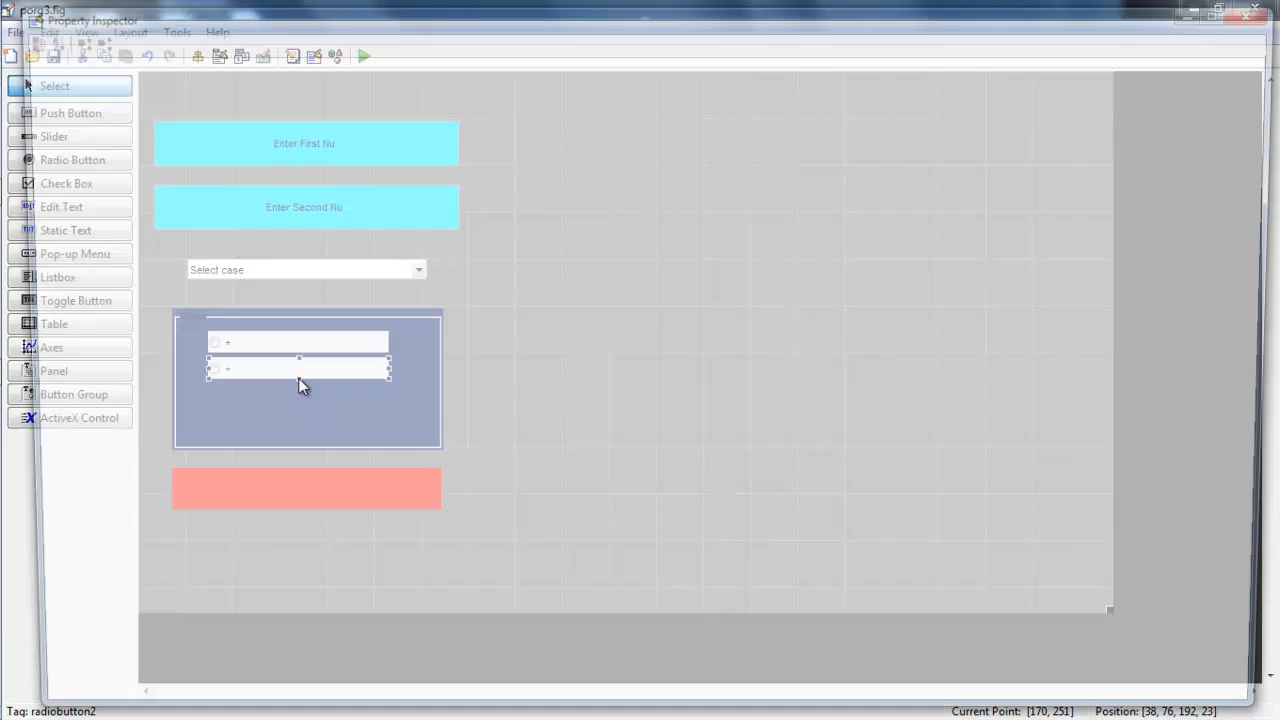 porg3.fig
Property Inspector
File Edit View Layout Tools Help
Select
Push Button
Slider
Radio Button
Check Box
Edit Text
Static Text
Pop-up Menu
Listbox
Toggle Button
Table
Axes
Panel
Button Group
ActiveX Control
Enter First Nu
Enter Second Nu.
Select case
+
+
Tag: radiobutton2
Current Point: [170, 251]
Position: [38, 76, 192, 23]